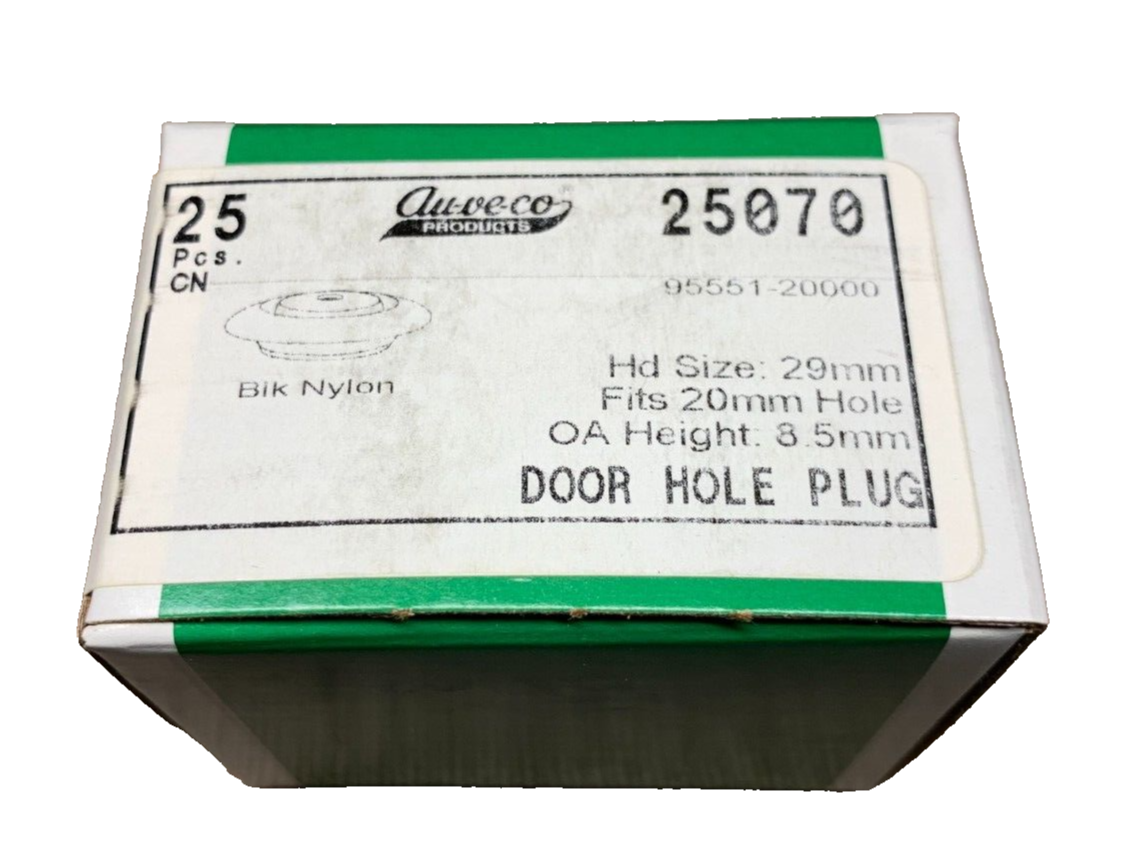 25
Pcs.
CN
au-ve-co®
PRODUCTS
25070
95551-20000
Blk Nylon
Hd Size: 29mm
Fits 20mm Hole
OA Height: 8.5mm
DOOR HOLE PLUG